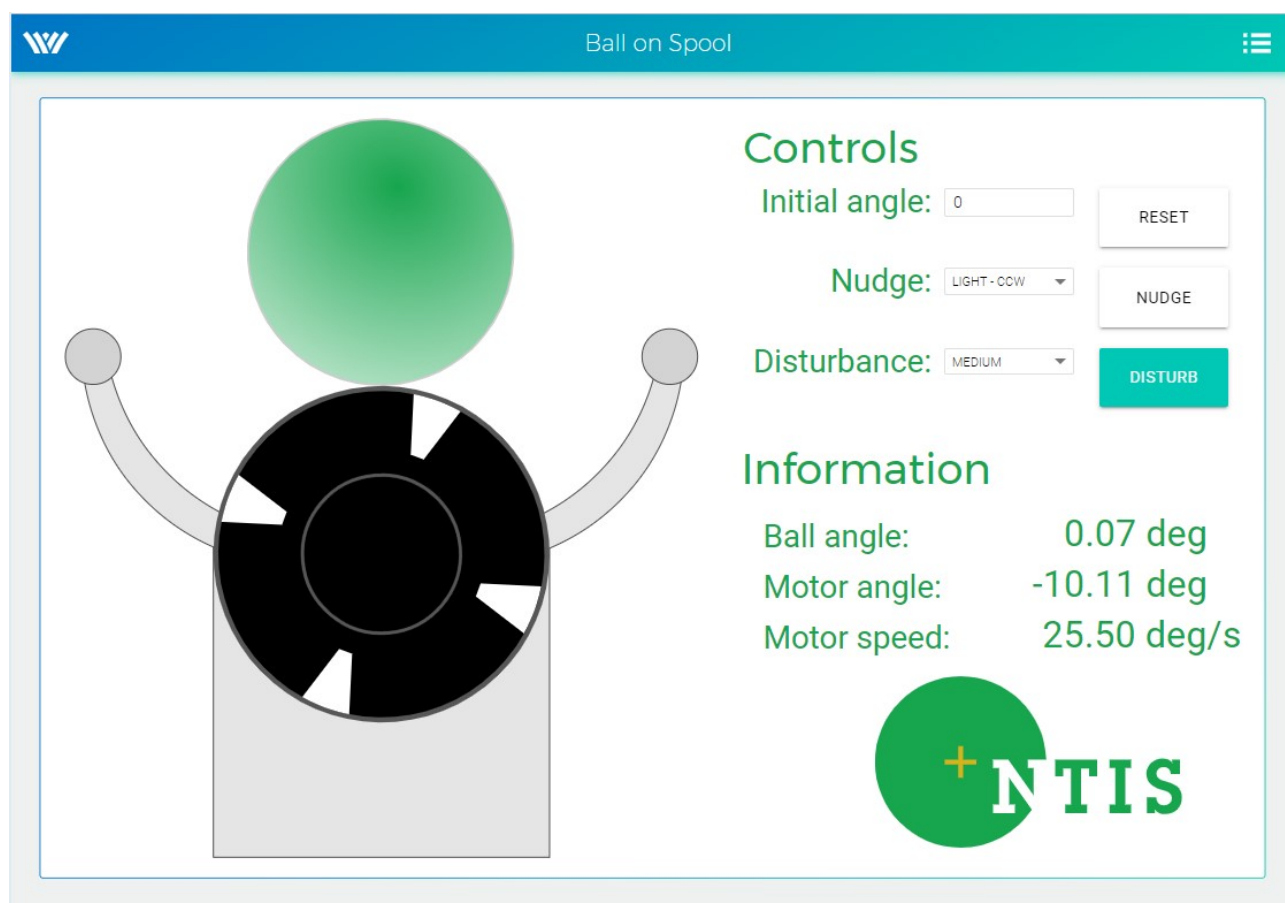 Ball on Spool
Controls
Initial angle: 0 RESET
Nudge: LIGHT - CCW NUDGE
Disturbance: MEDIUM DISTURB
Information
Ball angle: 0.07 deg
Motor angle: -10.11 deg
Motor speed: 25.50 deg/s
NTIS